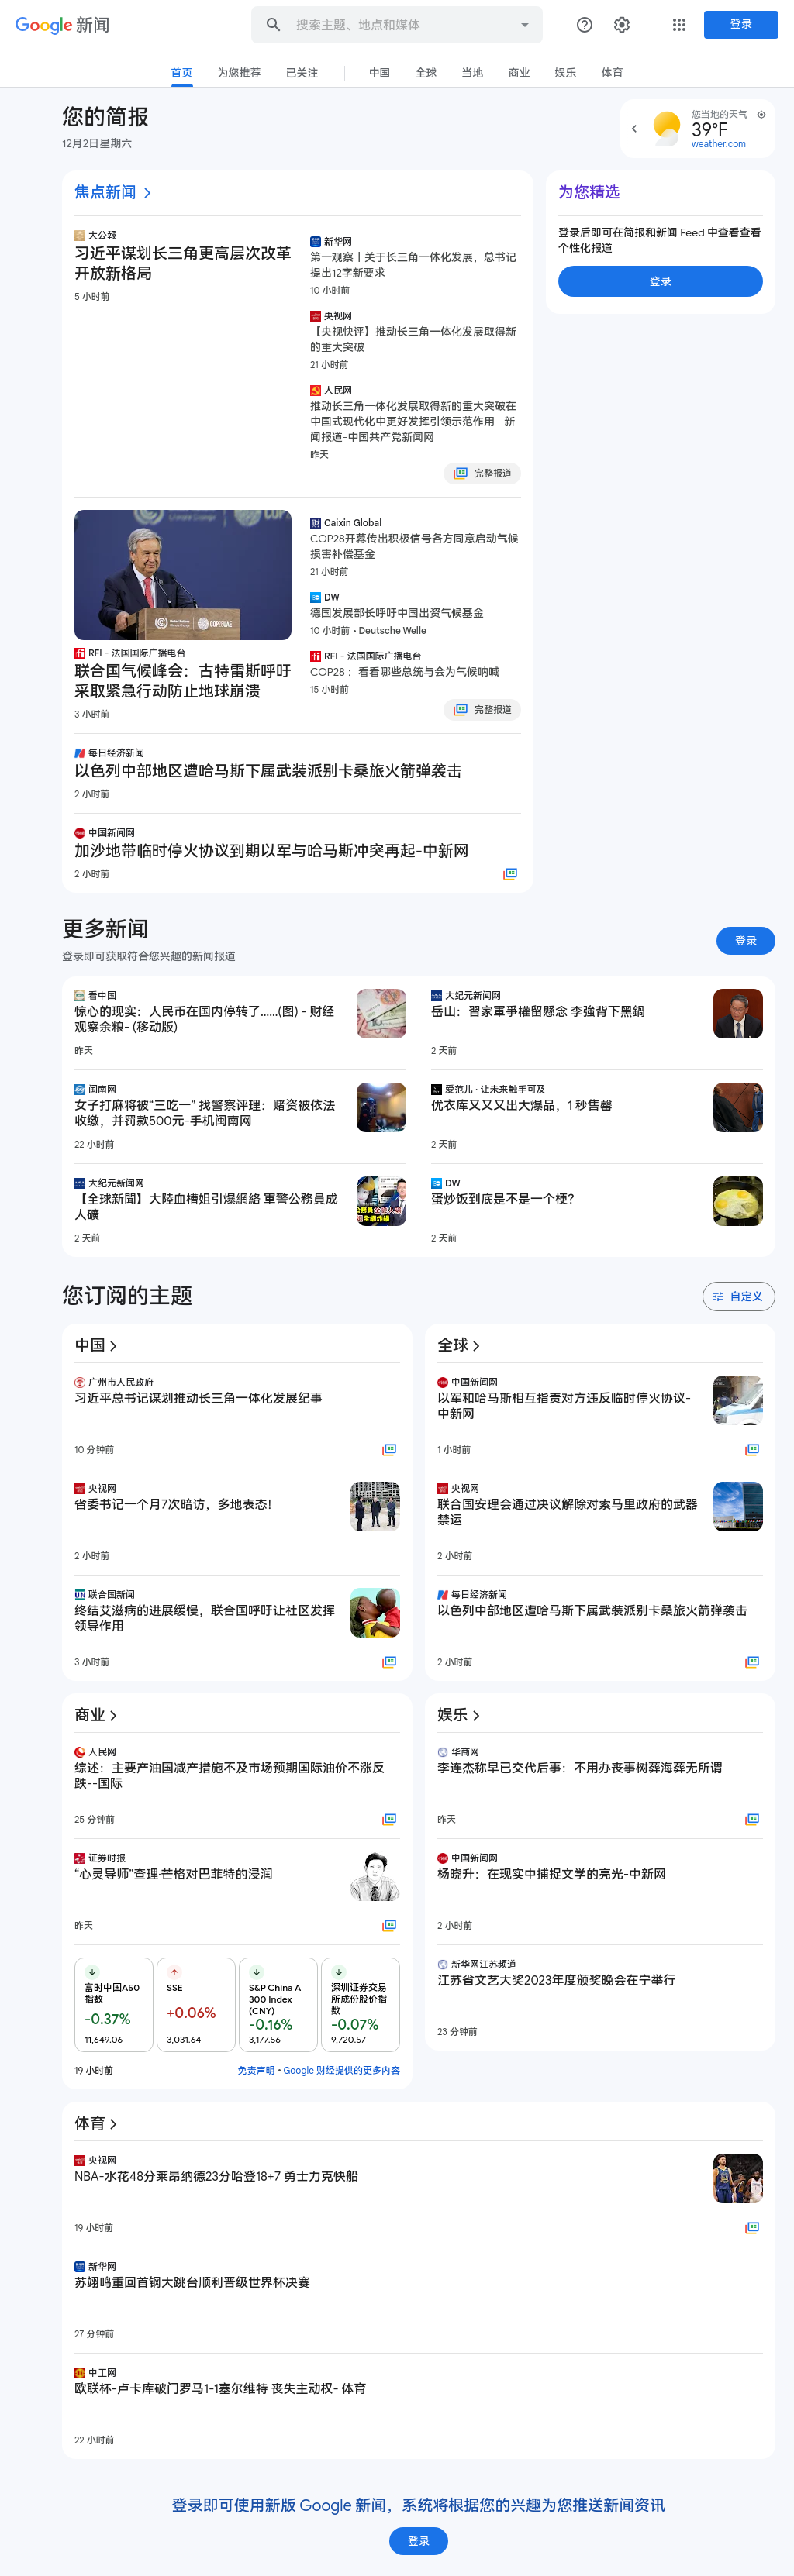 Google 新闻
搜索主题、地点和媒体
登录
首页
为您推荐
已关注
中国
全球
当地
商业
娱乐
体育
您的简报
12月2日星期六
您当地的天气
39°F
weather.com
焦点新闻
大公報
习近平谋划长三角更高层次改革
开放新格局
5 小时前
新华网
第一观察丨关于长三角一体化发展，总书记
提出12字新要求
10 小时前
央视网
【央视快评】推动长三角一体化发展取得新
的重大突破
21 小时前
人民网
推动长三角一体化发展取得新的重大突破在
中国式现代化中更好发挥引领示范作用--新
闻报道-中国共产党新闻网
昨天
完整报道
为您精选
登录后即可在简报和新闻 Feed 中查看查看
个性化报道
登录
RFI - 法国国际广播电台
联合国气候峰会：古特雷斯呼吁
采取紧急行动防止地球崩溃
3 小时前
Caixin Global
COP28开幕传出积极信号各方同意启动气候
损害补偿基金
21 小时前
DW
德国发展部长呼吁中国出资气候基金
10 小时前 • Deutsche Welle
RFI - 法国国际广播电台
COP28 ：看看哪些总统与会为气候呐喊
15 小时前
完整报道
每日经济新闻
以色列中部地区遭哈马斯下属武装派别卡桑旅火箭弹袭击
2 小时前
中国新闻网
加沙地带临时停火协议到期以军与哈马斯冲突再起-中新网
2 小时前
更多新闻
登录即可获取符合您兴趣的新闻报道
登录
看中国
惊心的现实：人民币在国内停转了......(图) - 财经
观察余粮- (移动版)
昨天
大纪元新闻网
岳山：習家軍爭權留懸念 李強背下黑鍋
2 天前
闽南网
女子打麻将被“三吃一” 找警察评理：赌资被依法
收缴，并罚款500元-手机闽南网
22 小时前
爱范儿 · 让未来触手可及
优衣库又又又出大爆品，1 秒售罄
2 天前
大纪元新闻网
【全球新聞】大陸血槽姐引爆網絡 軍警公務員成
人礦
2 天前
DW
蛋炒饭到底是不是一个梗？
2 天前
您订阅的主题
自定义
中国
广州市人民政府
习近平总书记谋划推动长三角一体化发展纪事
10 分钟前
央视网
省委书记一个月7次暗访，多地表态！
2 小时前
联合国新闻
终结艾滋病的进展缓慢，联合国呼吁让社区发挥
领导作用
3 小时前
全球
中国新闻网
以军和哈马斯相互指责对方违反临时停火协议-
中新网
1 小时前
央视网
联合国安理会通过决议解除对索马里政府的武器
禁运
2 小时前
每日经济新闻
以色列中部地区遭哈马斯下属武装派别卡桑旅火箭弹袭击
2 小时前
商业
人民网
综述：主要产油国减产措施不及市场预期国际油价不涨反
跌--国际
25 分钟前
证券时报
“心灵导师”查理·芒格对巴菲特的浸润
昨天
富时中国A50
指数
-0.37%
11,649.06
SSE
+0.06%
3,031.64
S&P China A
300 Index
(CNY)
-0.16%
3,177.56
深圳证券交易
所成份股价指
数
-0.07%
9,720.57
19 小时前
免责声明 • Google 财经提供的更多内容
娱乐
华商网
李连杰称早已交代后事：不用办丧事树葬海葬无所谓
昨天
中国新闻网
杨晓升：在现实中捕捉文学的亮光-中新网
2 小时前
新华网江苏频道
江苏省文艺大奖2023年度颁奖晚会在宁举行
23 分钟前
体育
央视网
NBA-水花48分莱昂纳德23分哈登18+7 勇士力克快船
19 小时前
新华网
苏翊鸣重回首钢大跳台顺利晋级世界杯决赛
27 分钟前
中工网
欧联杯-卢卡库破门罗马1-1塞尔维特 丧失主动权- 体育
22 小时前
登录即可使用新版 Google 新闻，系统将根据您的兴趣为您推送新闻资讯
登录